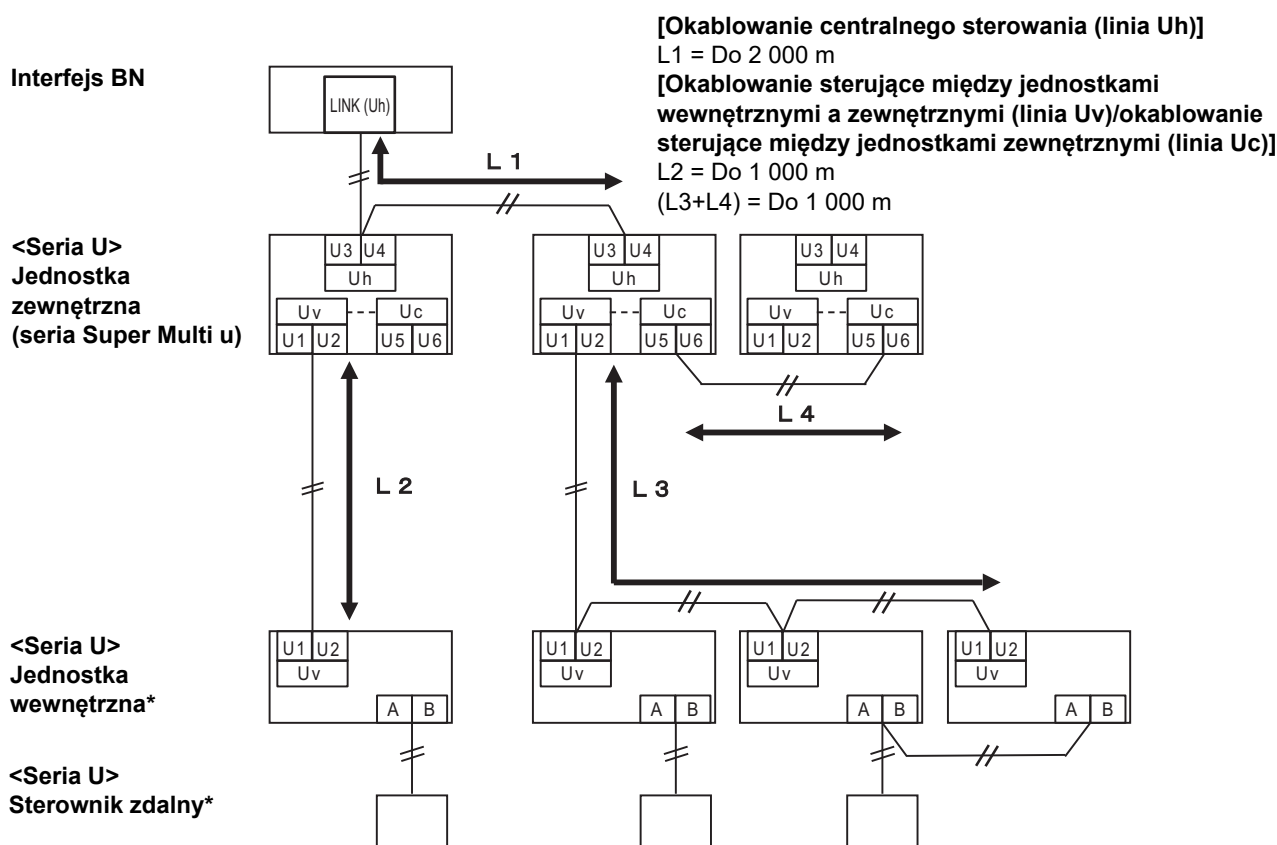 [Okablowanie centralnego sterowania (linia Uh)]
L1 = Do 2 000 m
[Okablowanie sterujące między jednostkami
wewnętrznymi a zewnętrznymi (linia Uv)/okablowanie
sterujące między jednostkami zewnętrznymi (linia Uc)]
L2 = Do 1 000 m
(L3+L4) = Do 1 000 m
Interfejs BN
LINK (Uh)
L 1
<Seria U>
Jednostka
zewnętrzna
(seria Super Multi u)
U3 U4
Uh
Uv Uc
U1 U2 U5 U6
U3 U4
Uh
Uv Uc
U1 U2 U5 U6
U3 U4
Uh
Uv Uc
U1 U2 U5 U6
L 4
L 2
L 3
<Seria U>
Jednostka
wewnętrzna*
U1 U2
Uv
A B
U1 U2
Uv
A B
U1 U2
Uv
A B
U1 U2
Uv
A B
<Seria U>
Sterownik zdalny*